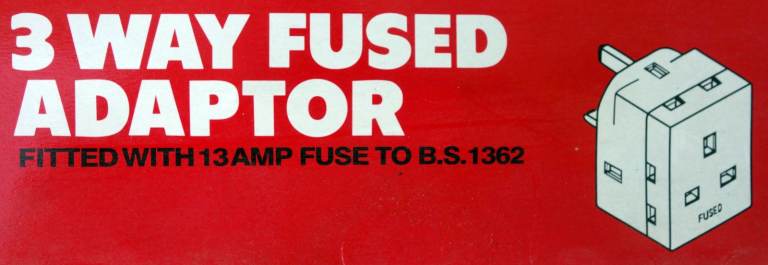 3 WAY FUSED
ADAPTOR
FITTED WITH 13 AMP FUSE TO B.S.1362
FUSED